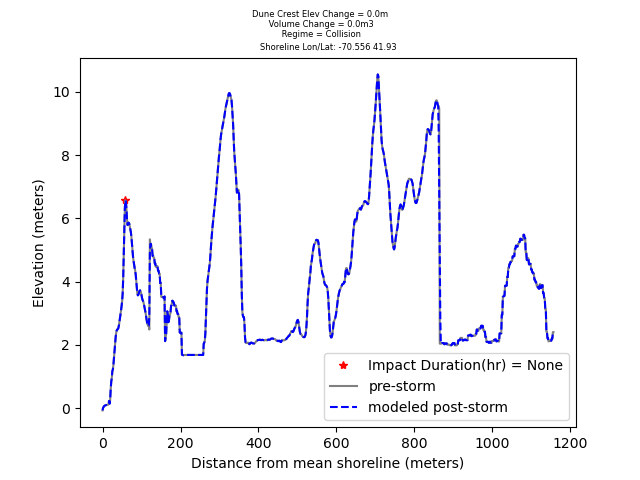 Dune Crest Elev Change = 0.0m
Volume Change = 0.0m3
Regime = Collision
Shoreline Lon/Lat: -70.556 41.93
10
8
6
4
2
0
Elevation (meters)
Impact Duration(hr) = None
pre-storm
modeled post-storm
0 200 400 600 800 1000 1200
Distance from mean shoreline (meters)